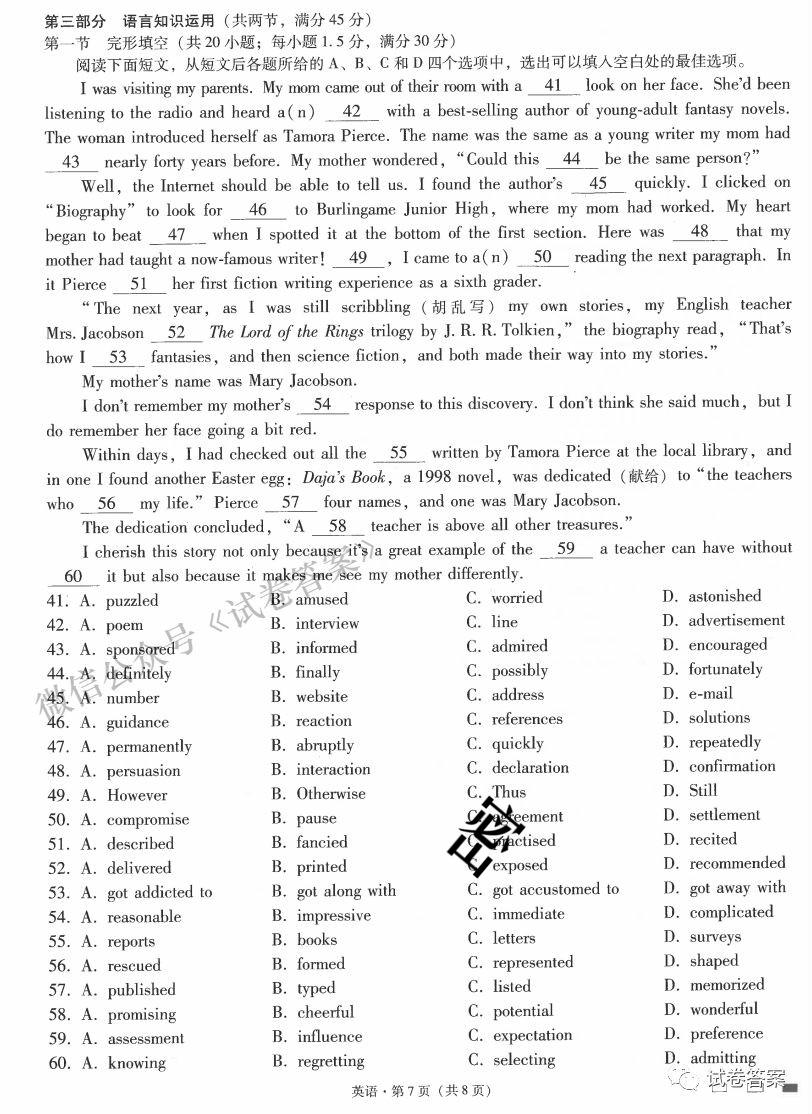 第三部分 语言知识运用(共两节,满分45分)
第一节 完形填空(共20小题;每小题1.5分,满分30分)
阅读下面短文,从短文后各题所给的A、B、C和D四个选项中,选出可以填入空白处的最佳选项。
I was visiting my parents. My mom came out of their room with a 41 look on her face. She'd been
listening to the radio and heard a(n) 42 with a best-selling author of young-adult fantasy novels.
The woman introduced herself as Tamora Pierce. The name was the same as a young writer my mom had
43 nearly forty years before. My mother wondered, "Could this 44 be the same person?"
Well, the Internet should be able to tell us. I found the author's 45 quickly. I clicked on
"Biography" to look for 46 to Burlingame Junior High, where my mom had worked. My heart
began to beat 47 when I spotted it at the bottom of the first section. Here was 48 that my
mother had taught a now-famous writer! 49, I came to a(n) 50 reading the next paragraph. In
it Pierce 51 her first fiction writing experience as a sixth grader.
"The next year, as I was still scribbling (胡乱写) my own stories, my English teacher
Mrs. Jacobson 52 The Lord of the Rings trilogy by J. R. R. Tolkien," the biography read, "That's
how I 53 fantasies, and then science fiction, and both made their way into my stories."
My mother's name was Mary Jacobson.
I don't remember my mother's 54 response to this discovery. I don't think she said much, but I
do remember her face going a bit red.
Within days, I had checked out all the 55 written by Tamora Pierce at the local library, and
in one I found another Easter egg: Daja's Book, a 1998 novel, was dedicated (献给) to "the teachers
who 56 my life." Pierce 57 four names, and one was Mary Jacobson.
The dedication concluded, "A 58 teacher is above all other treasures."
I cherish this story not only because it's a great example of the 59 a teacher can have without
60 it but also because it makes me see my mother differently.
41. A. puzzled B. amused C. worried D. astonished
42. A. poem B. interview C. line D. advertisement
43. A. sponsored B. informed C. admired D. encouraged
44. A. definitely B. finally C. possibly D. fortunately
45. A. number B. website C. address D. e-mail
46. A. guidance B. reaction C. references D. solutions
47. A. permanently B. abruptly C. quickly D. repeatedly
48. A. persuasion B. interaction C. declaration D. confirmation
49. A. However B. Otherwise C. Thus D. Still
50. A. compromise B. pause C. agreement D. settlement
51. A. described B. fancied C. practised D. recited
52. A. delivered B. printed C. exposed D. recommended
53. A. got addicted to B. got along with C. got accustomed to D. got away with
54. A. reasonable B. impressive C. immediate D. complicated
55. A. reports B. books C. letters D. surveys
56. A. rescued B. formed C. represented D. shaped
57. A. published B. typed C. listed D. memorized
58. A. promising B. cheerful C. potential D. wonderful
59. A. assessment B. influence C. expectation D. preference
60. A. knowing B. regretting C. selecting D. admitting
英语·第7页(共8页)
微信公众号《试卷答案》
密
试卷答案